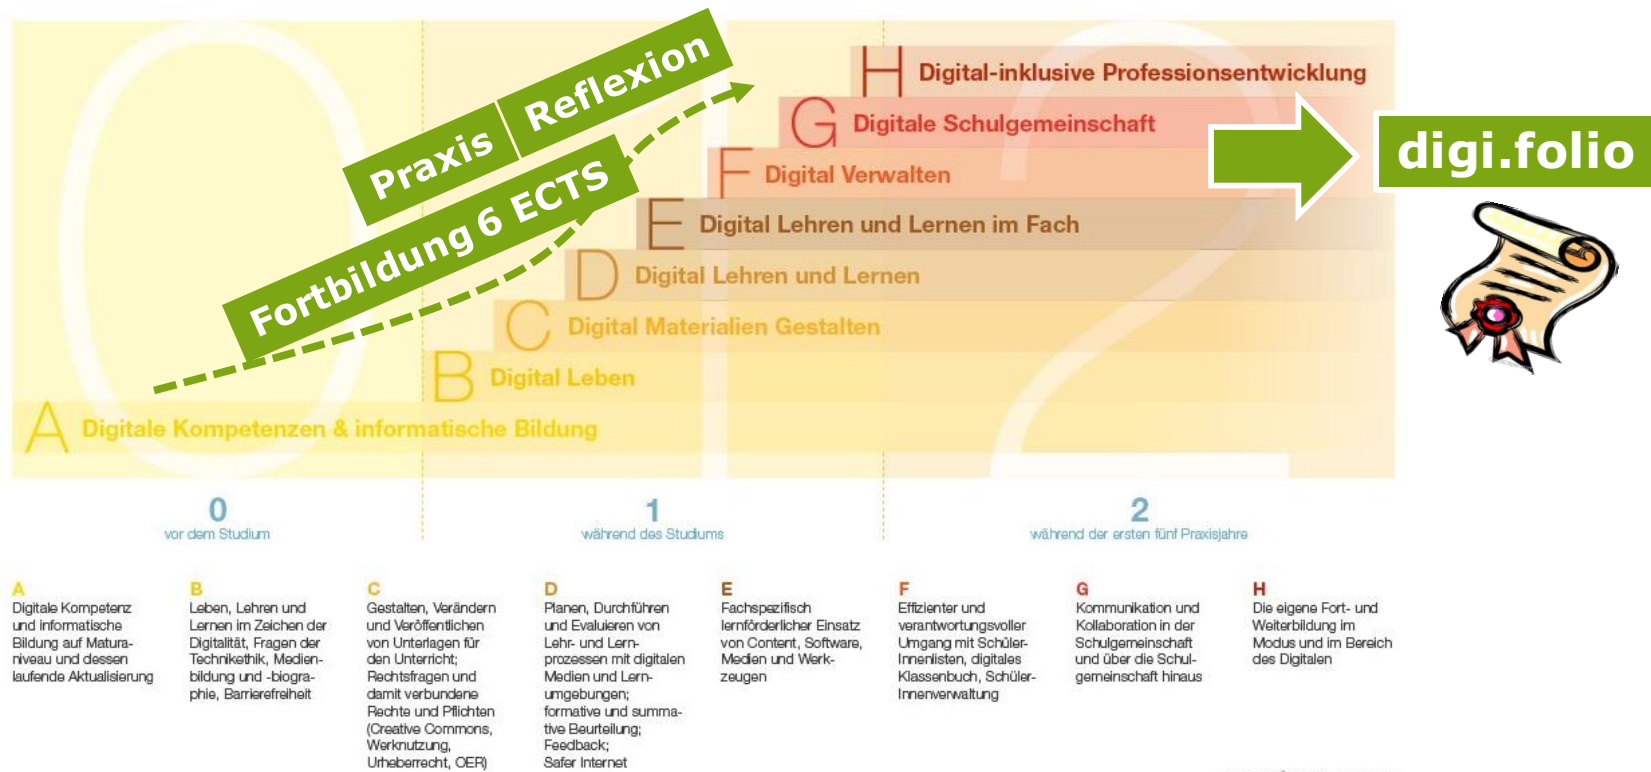 Praxis
Reflexion
Fortbildung 6 ECTS
H Digital-inklusive Professionsentwicklung
G Digitale Schulgemeinschaft
F Digital Verwalten
E Digital Lehren und Lernen im Fach
D Digital Lehren und Lernen
C Digital Materialien Gestalten
B Digital Leben
A Digitale Kompetenzen & informatische Bildung
digi.folio
0
vor dem Studium
1
während des Studiums
2
während der ersten fünf Praxisjahre
A
Digitale Kompetenz
und informatische
Bildung auf Matura-
niveau und dessen
laufende Aktualisierung
B
Leben, Lehren und
Lernen im Zeichen der
Digitalität, Fragen der
Technikethik, Medien-
bildung und -biogra-
phie, Barrierefreiheit
C
Gestalten, Verändern
und Veröffentlichen
von Unterlagen für
den Unterricht;
Rechtsfragen und
damit verbundene
Rechte und Pflichten
(Creative Commons,
Werknutzung,
Urheberrecht, OER)
D
Planen, Durchführen
und Evaluieren von
Lehr- und Lern-
prozessen mit digitalen
Medien und Lern-
umgebungen;
formative und summa-
tive Beurteilung;
Feedback;
Safer Internet
E
Fachspezifisch
lernförderlicher Einsatz
von Content, Software,
Medien und Werk-
zeugen
F
Effizienter und
verantwortungsvoller
Umgang mit Schüler-
Innenlisten, digitales
Klassenbuch, Schüler-
Innenverwaltung
G
Kommunikation und
Kollaboration in der
Schulgemeinschaft
und über die Schul-
gemeinschaft hinaus
H
Die eigene Fort- und
Weiterbildung im
Modus und im Bereich
des Digitalen